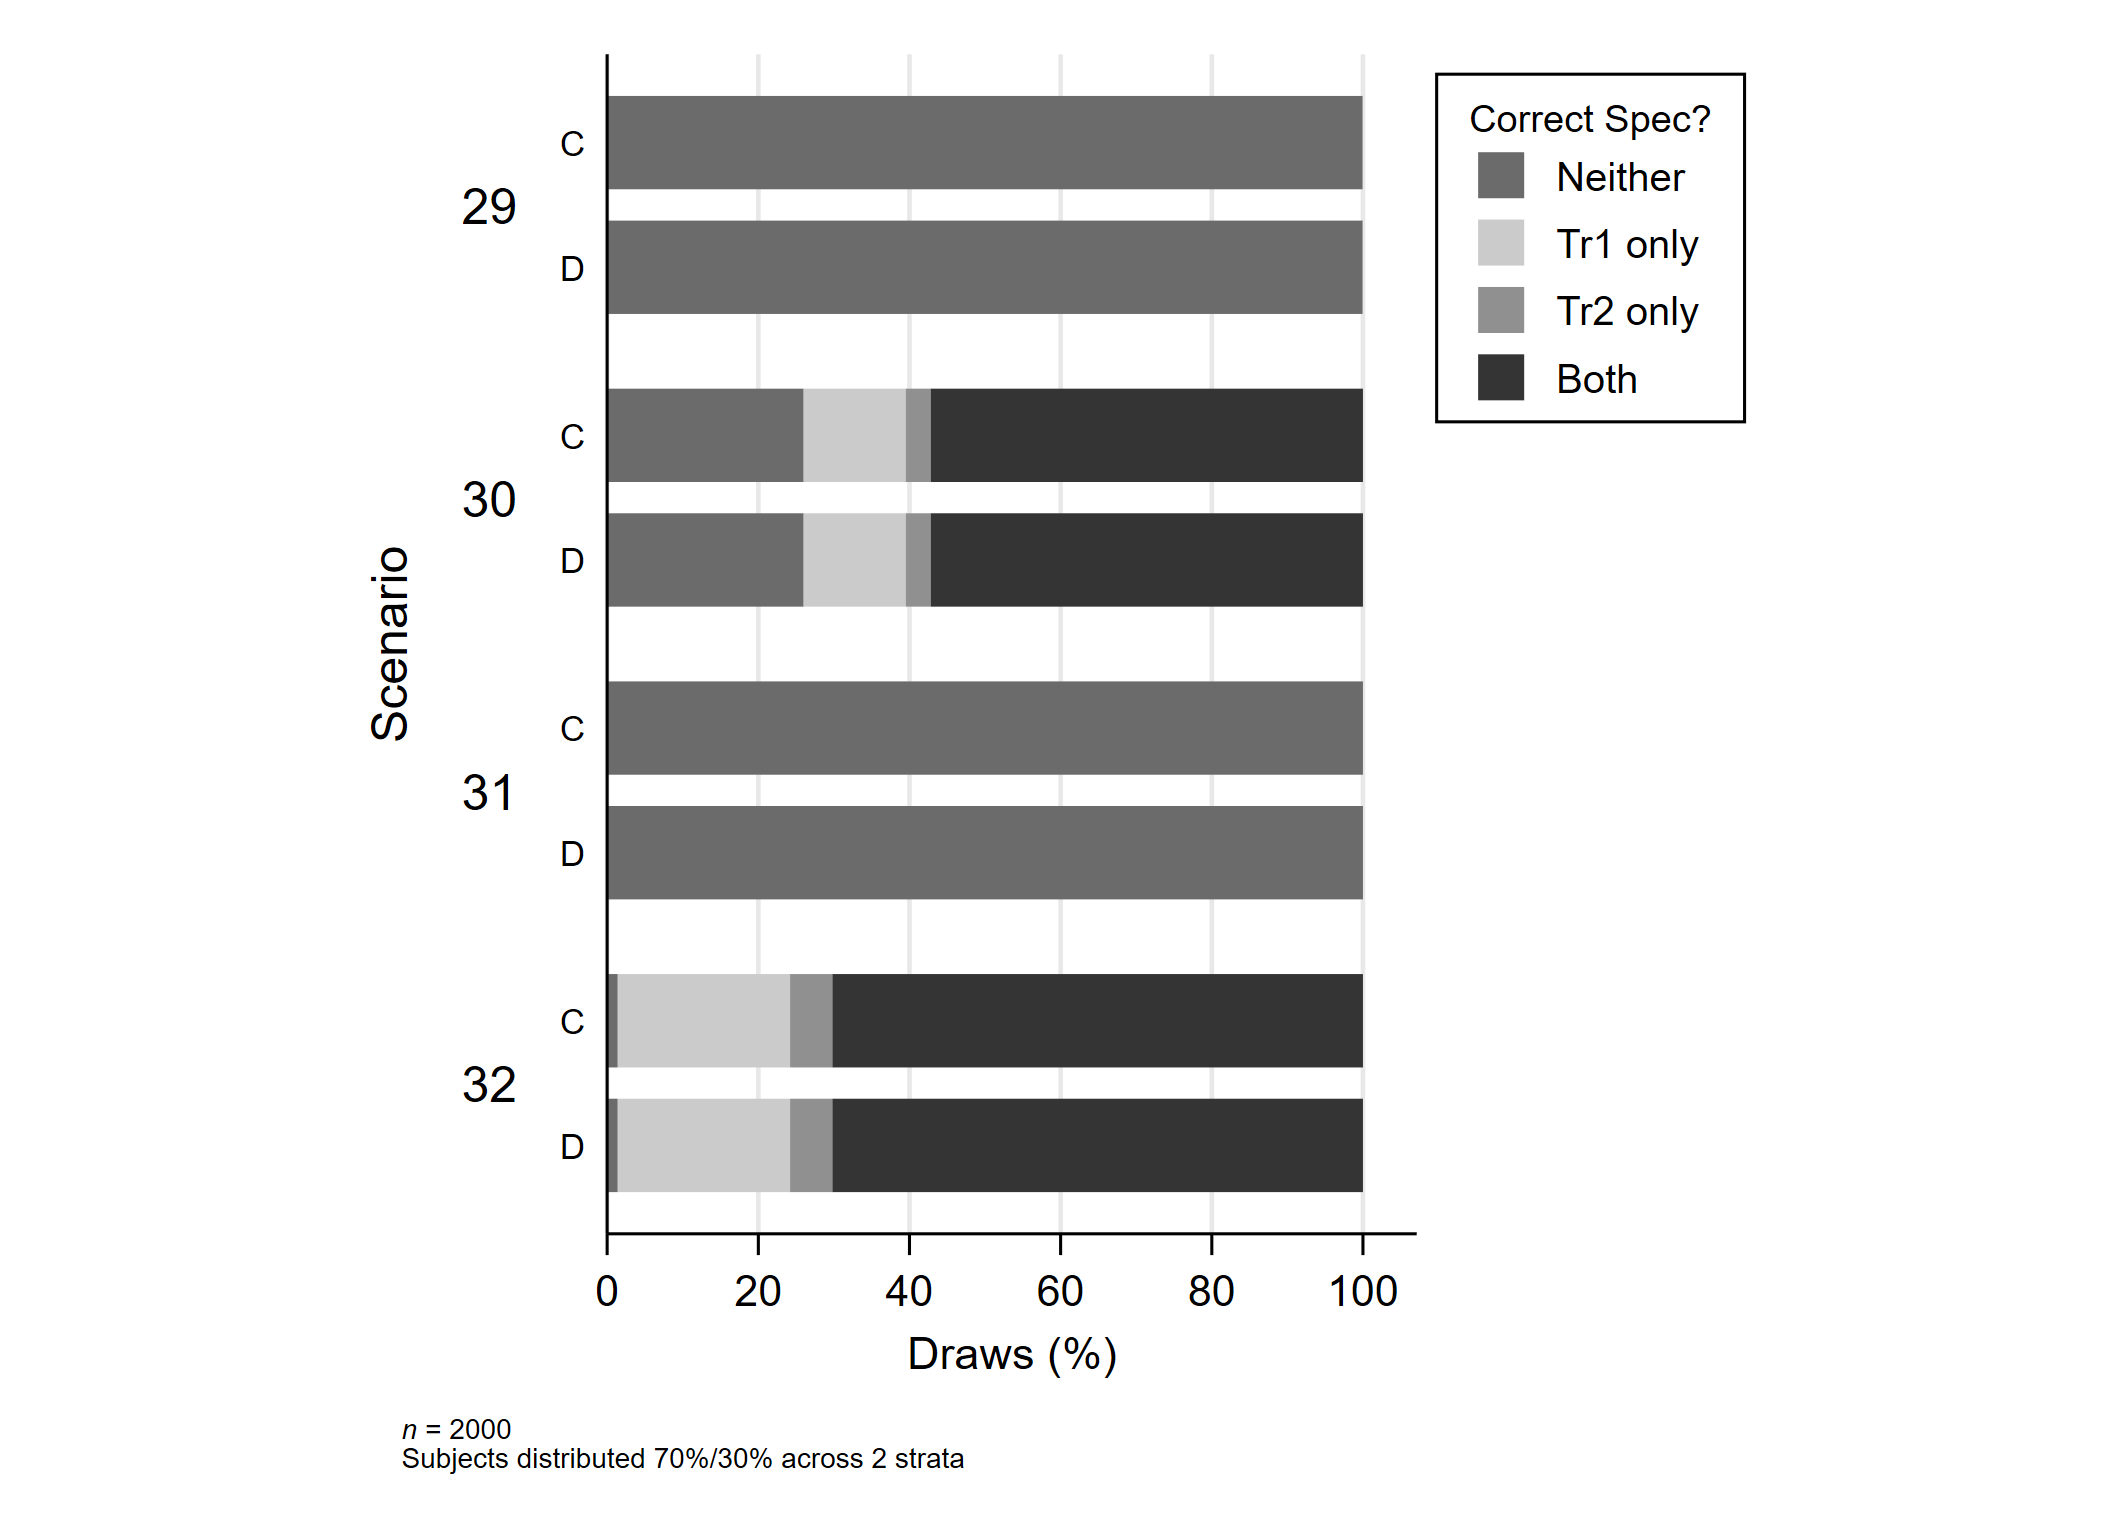 Correct Spec?
Neither
Tr1 only
Tr2 only
Both
Scenario
29
C
D
30
C
D
31
C
D
32
C
D
0 20 40 60 80 100
Draws (%)
n = 2000
Subjects distributed 70%/30% across 2 strata